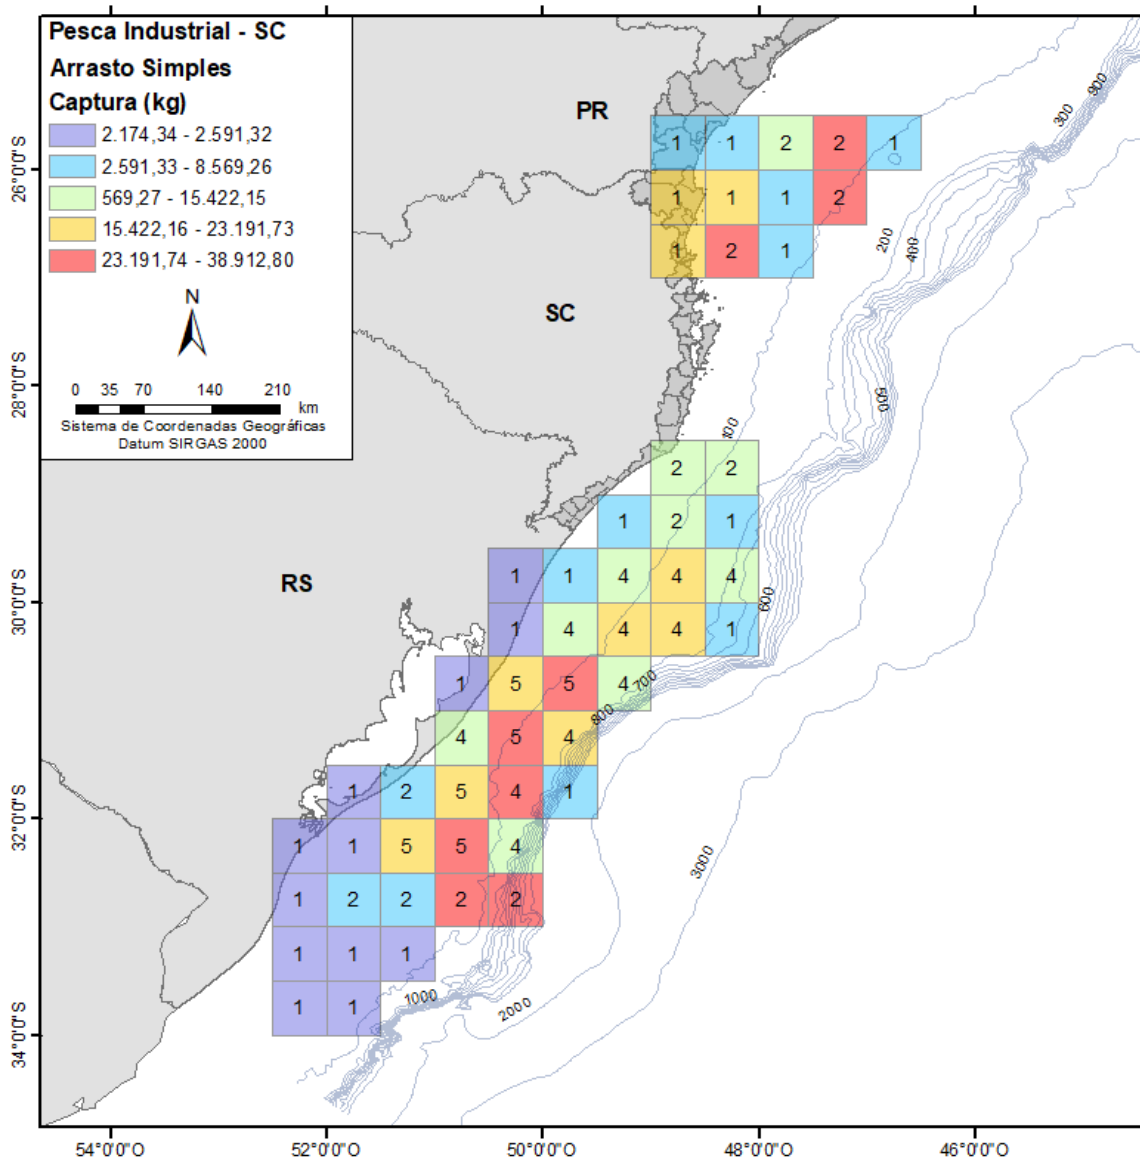 Pesca Industrial - SC
Arrasto Simples
Captura (kg)
2.174,34 - 2.591,32
2.591,33 - 8.569,26
569,27 - 15.422,15
15.422,16 - 23.191,73
23.191,74 - 38.912,80
N
0 35 70 140 210
km
Sistema de Coordenadas Geográficas
Datum SIRGAS 2000
PR
SC
RS
900
300
200
400
500
100
600
700
800
1000
2000
3000
1 1 2 2 1
1 1 1 2
1 2 1
2 2
1 2 1
1 1 4 4 4
1 4 4 4 1
1 5 5 4
4 5 4
1 2 5 4 1
1 1 5 5 4
1 2 2 2 2
1 1 1
1 1
26°0'0"S
28°0'0"S
30°0'0"S
32°0'0"S
34°0'0"S
54°0'0"O 52°0'0"O 50°0'0"O 48°0'0"O 46°0'0"O